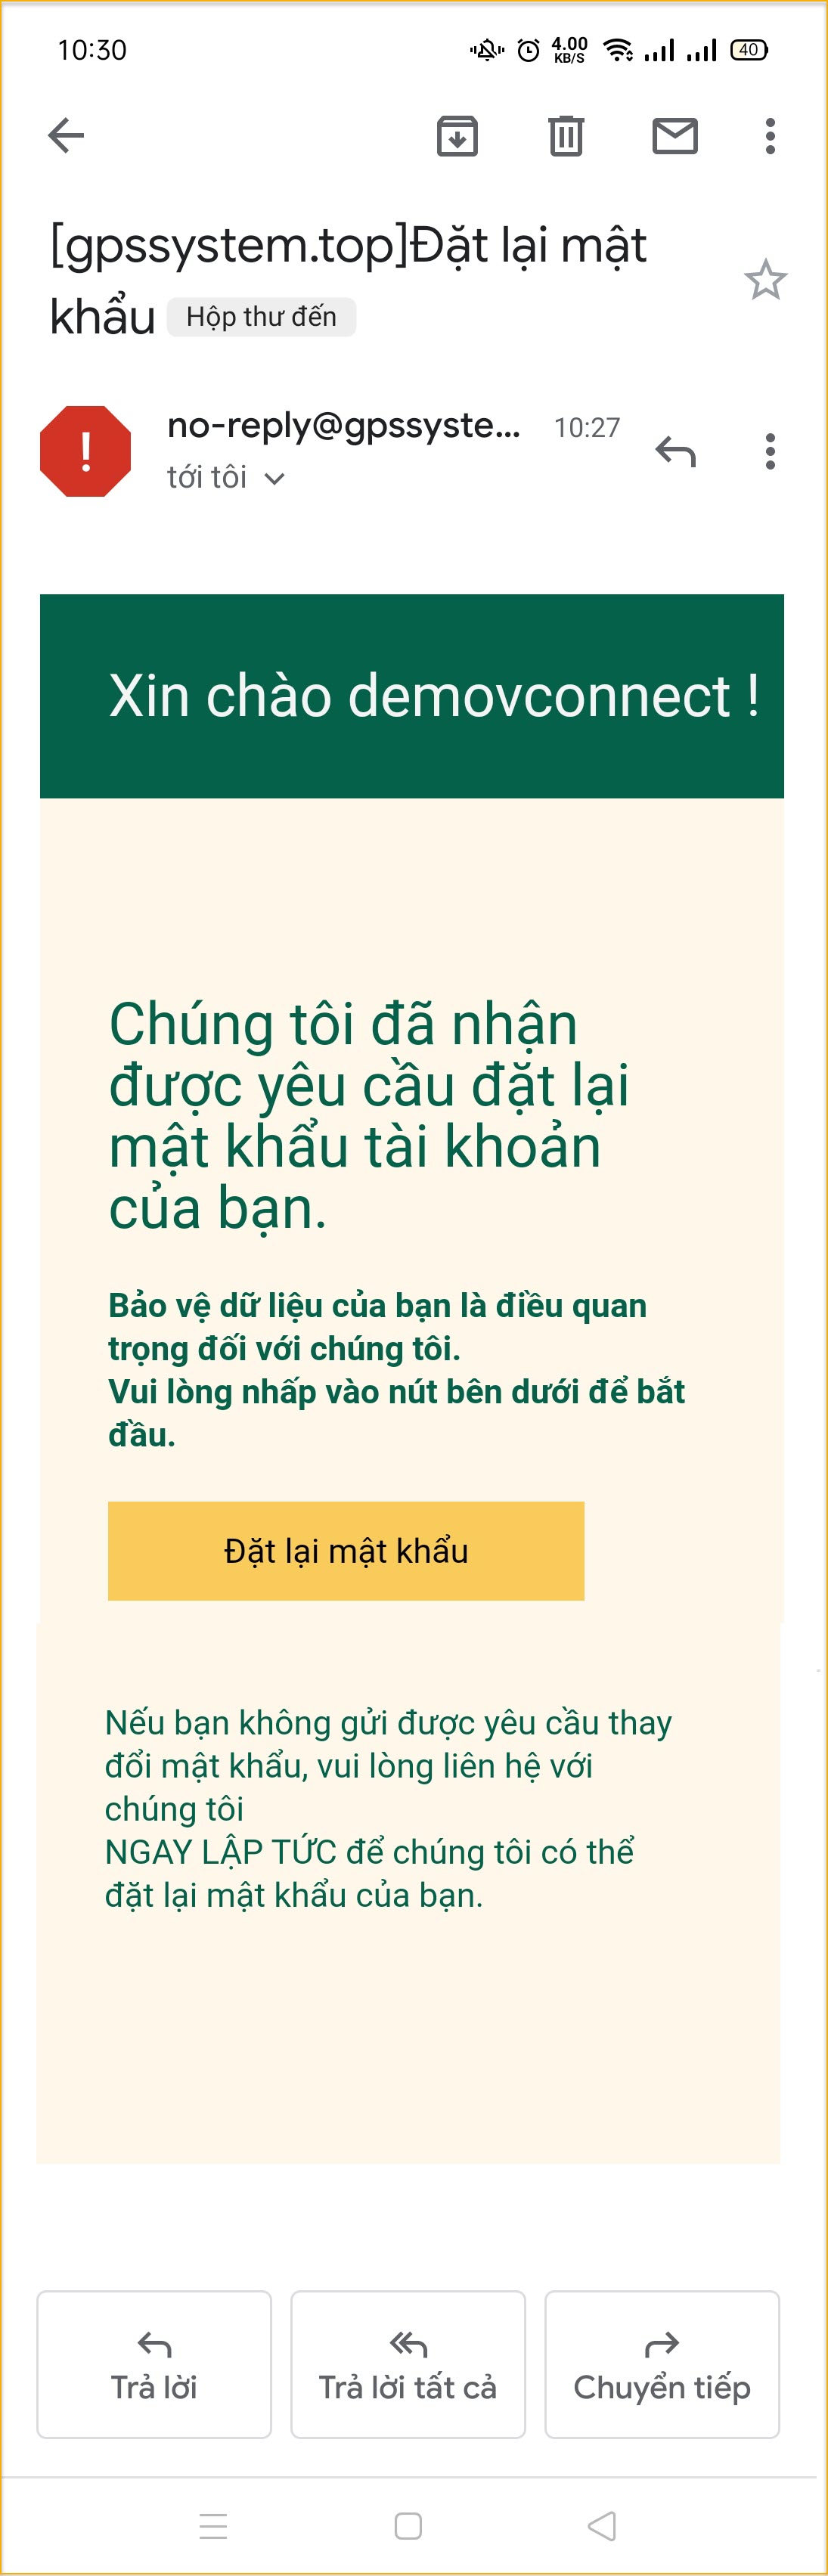 10:30
4.00
KB/S
40
[gpssystem.top]Đặt lại mật
khẩu Hộp thư đến
no-reply@gpssyste... 10:27
tới tôi
Xin chào demovconnect !
Chúng tôi đã nhận
được yêu cầu đặt lại
mật khẩu tài khoản
của bạn.
Bảo vệ dữ liệu của bạn là điều quan
trọng đối với chúng tôi.
Vui lòng nhấp vào nút bên dưới để bắt
đầu.
Đặt lại mật khẩu
Nếu bạn không gửi được yêu cầu thay
đổi mật khẩu, vui lòng liên hệ với
chúng tôi
NGAY LẬP TỨC để chúng tôi có thể
đặt lại mật khẩu của bạn.
Trả lời
Trả lời tất cả
Chuyển tiếp